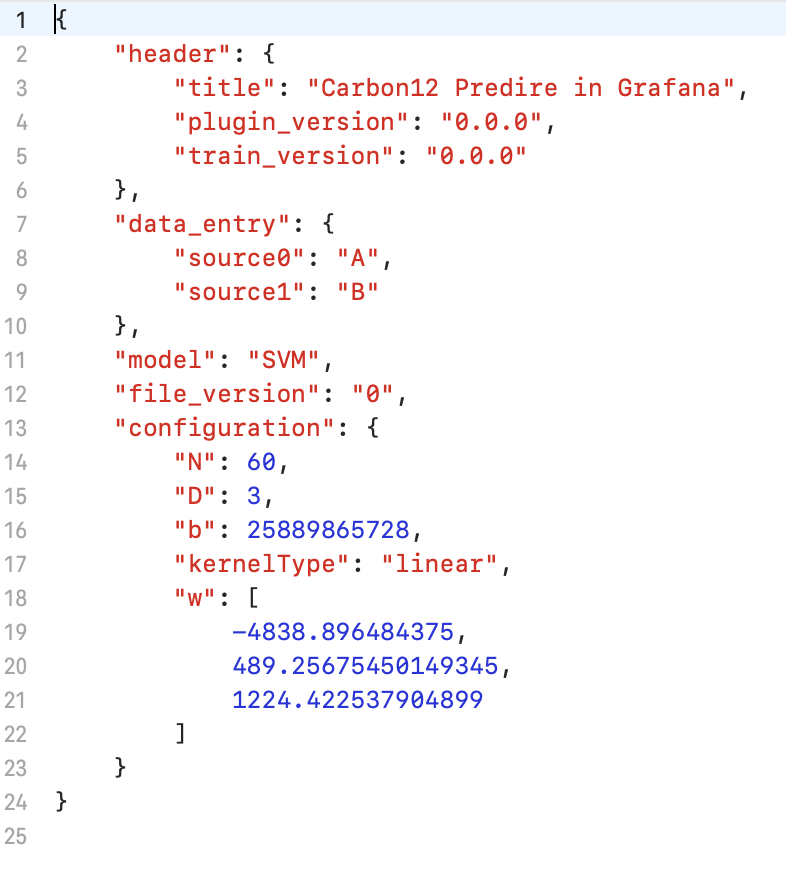 1 {
2 "header": {
3 "title": "Carbon12 Predire in Grafana",
4 "plugin_version": "0.0.0",
5 "train_version": "0.0.0"
6 },
7 "data_entry": {
8 "source0": "A",
9 "source1": "B"
10 },
11 "model": "SVM",
12 "file_version": "0",
13 "configuration": {
14 "N": 60,
15 "D": 3,
16 "b": 25889865728,
17 "kernelType": "linear",
18 "w": [
19 -4838.896484375,
20 489.25675450149345,
21 1224.422537904899
22 ]
23 }
24 }
25